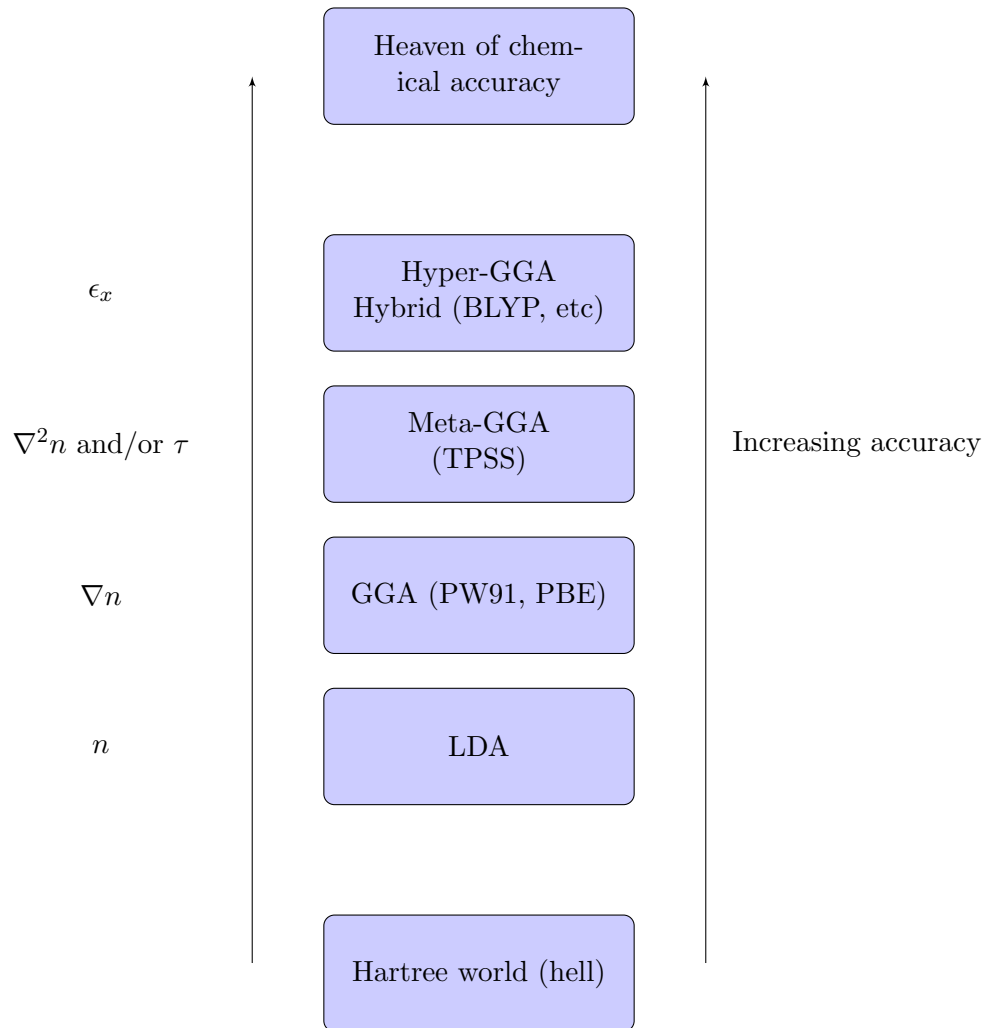 Heaven of chem-
ical accuracy
ϵₓ
Hyper-GGA
Hybrid (BLYP, etc)
∇²n and/or τ
Meta-GGA
(TPSS)
Increasing accuracy
∇n
GGA (PW91, PBE)
n
LDA
Hartree world (hell)